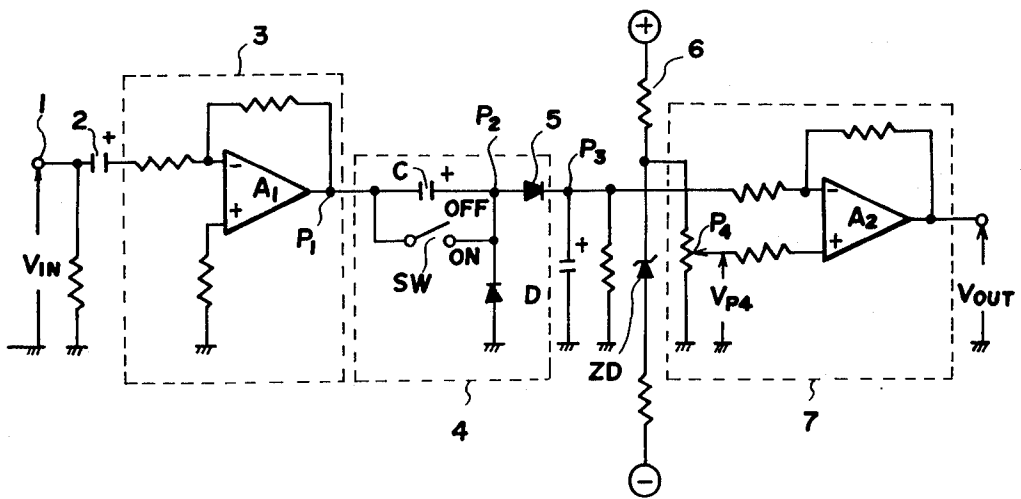 3
+
6
1
2
+
P2
5
P3
−
A1
+
P1
C
+
OFF
ON
SW
D
+
ZD
P4
VP4
−
A2
+
VIN
VOUT
4
7
−